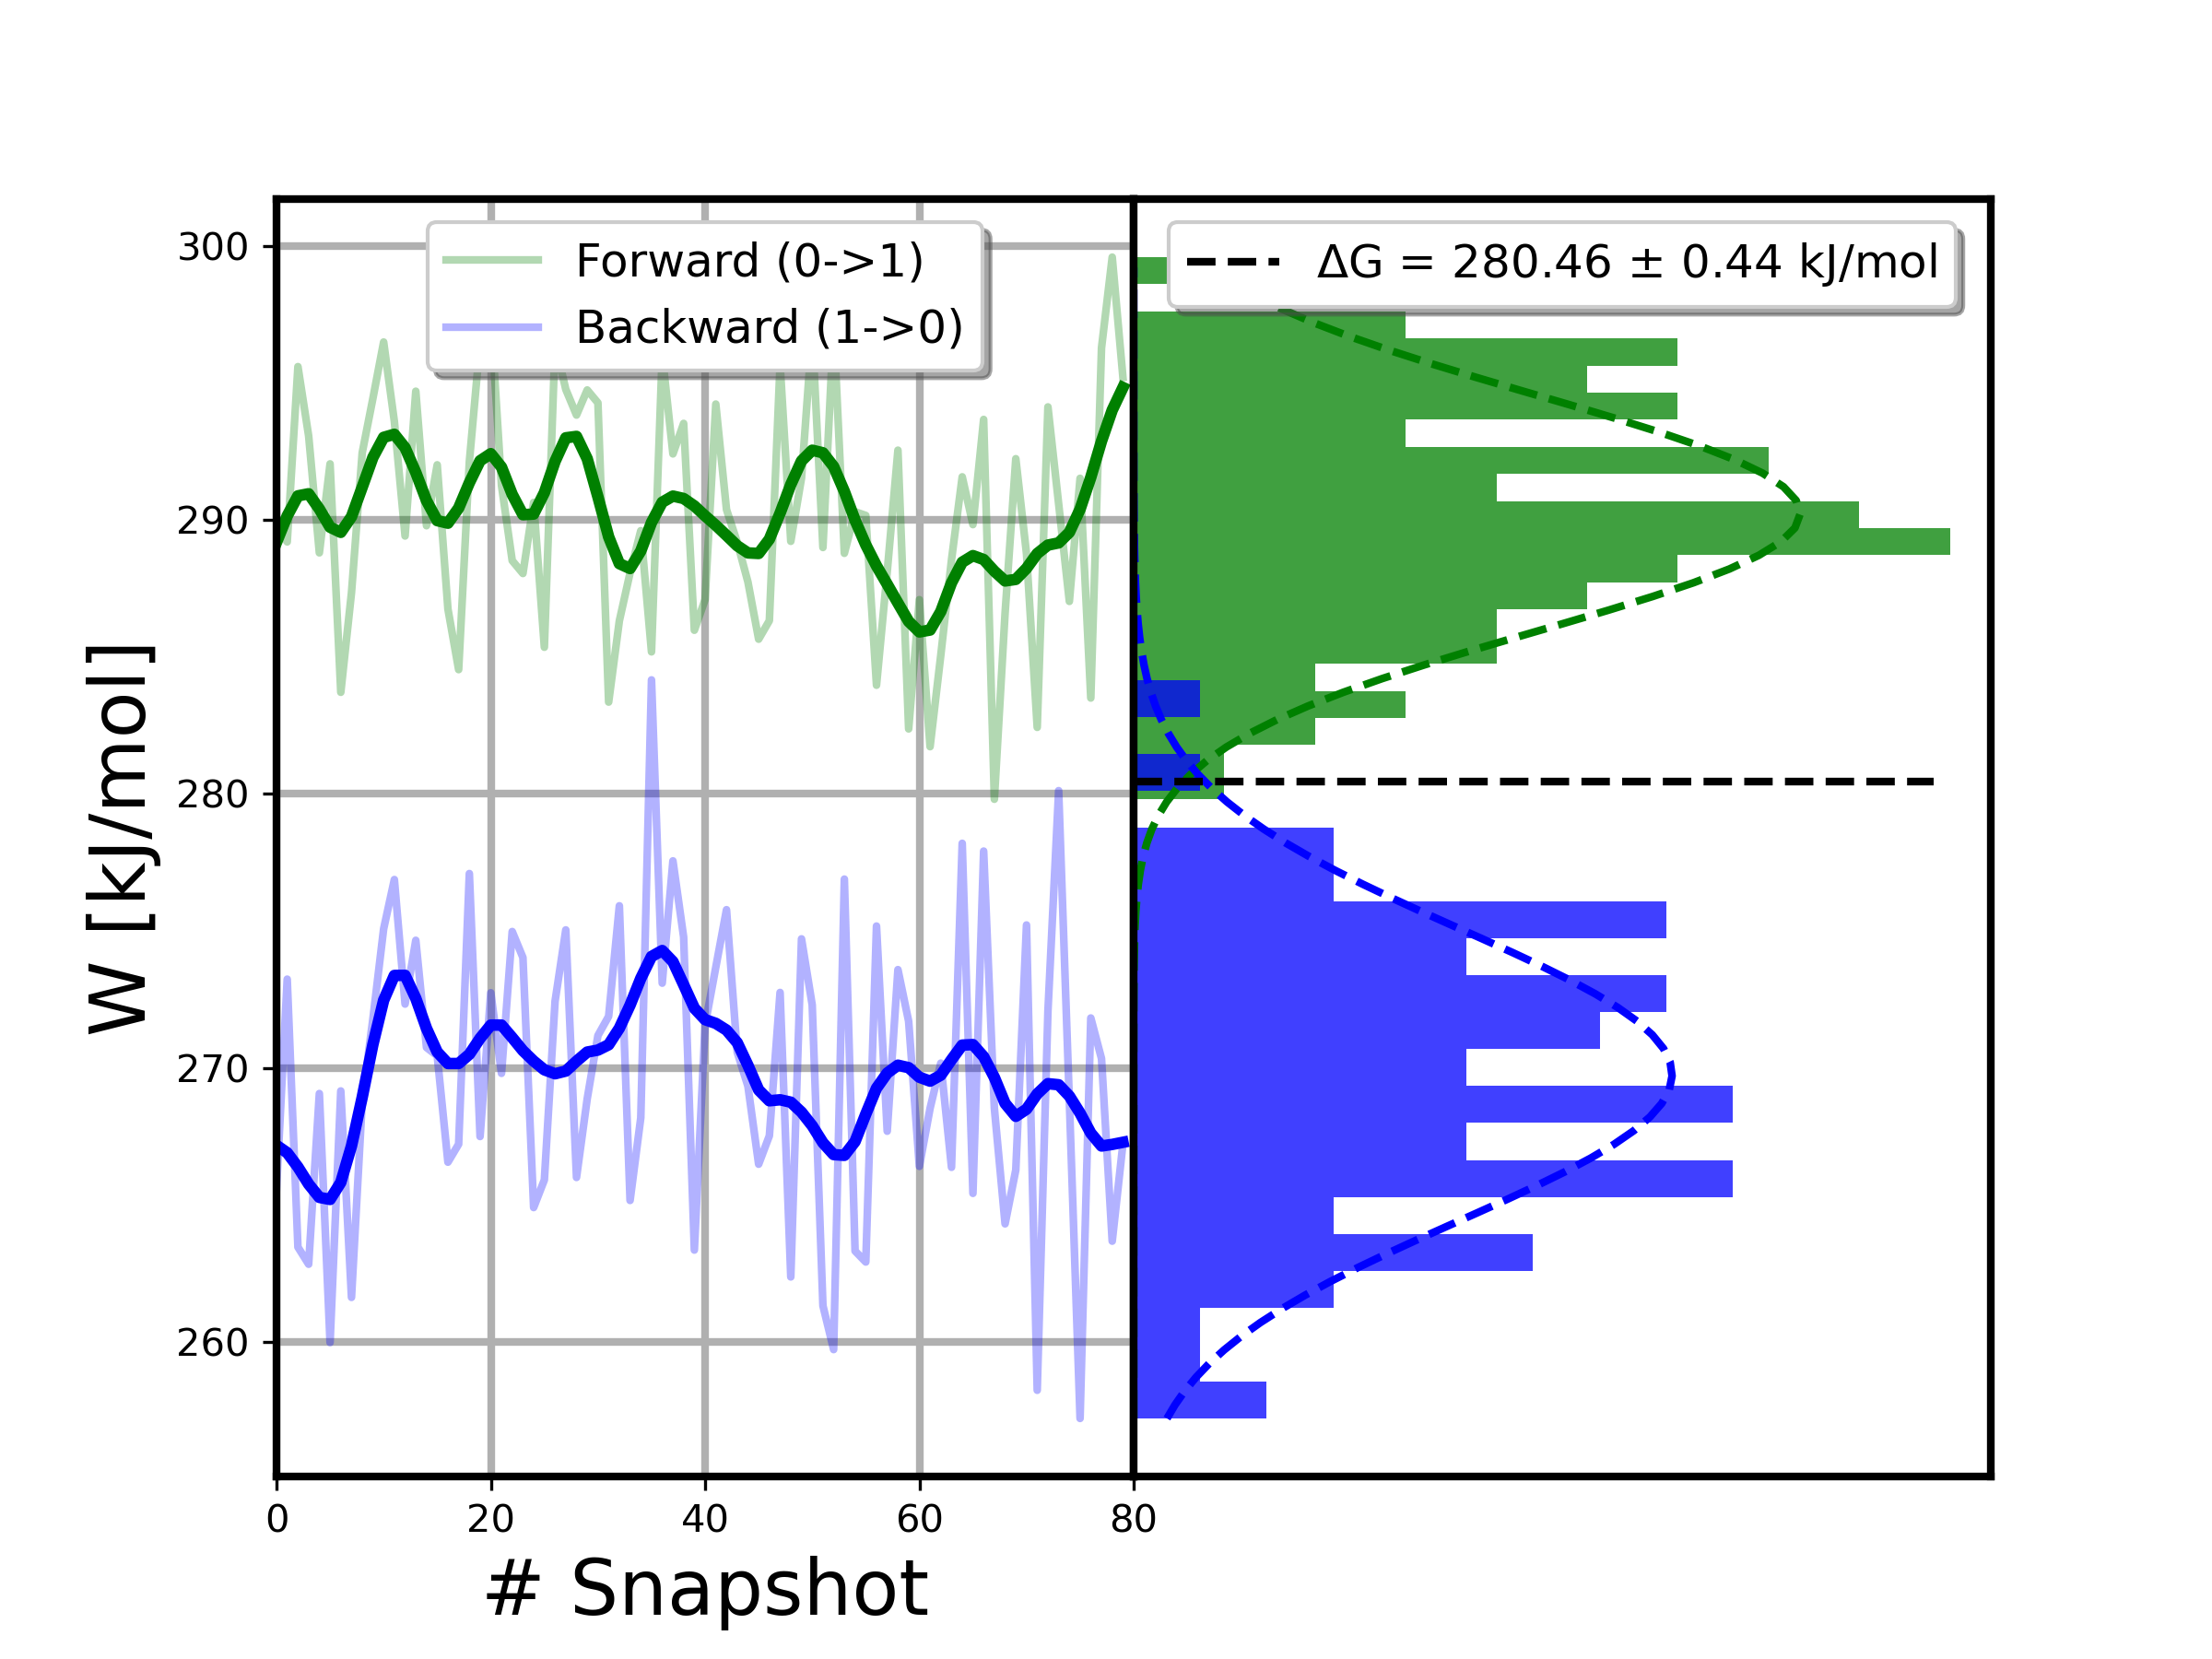 Forward (0->1)
Backward (1->0)
ΔG = 280.46 ± 0.44 kJ/mol
W [kJ/mol]
300
290
280
270
260
0 20 40 60 80
# Snapshot